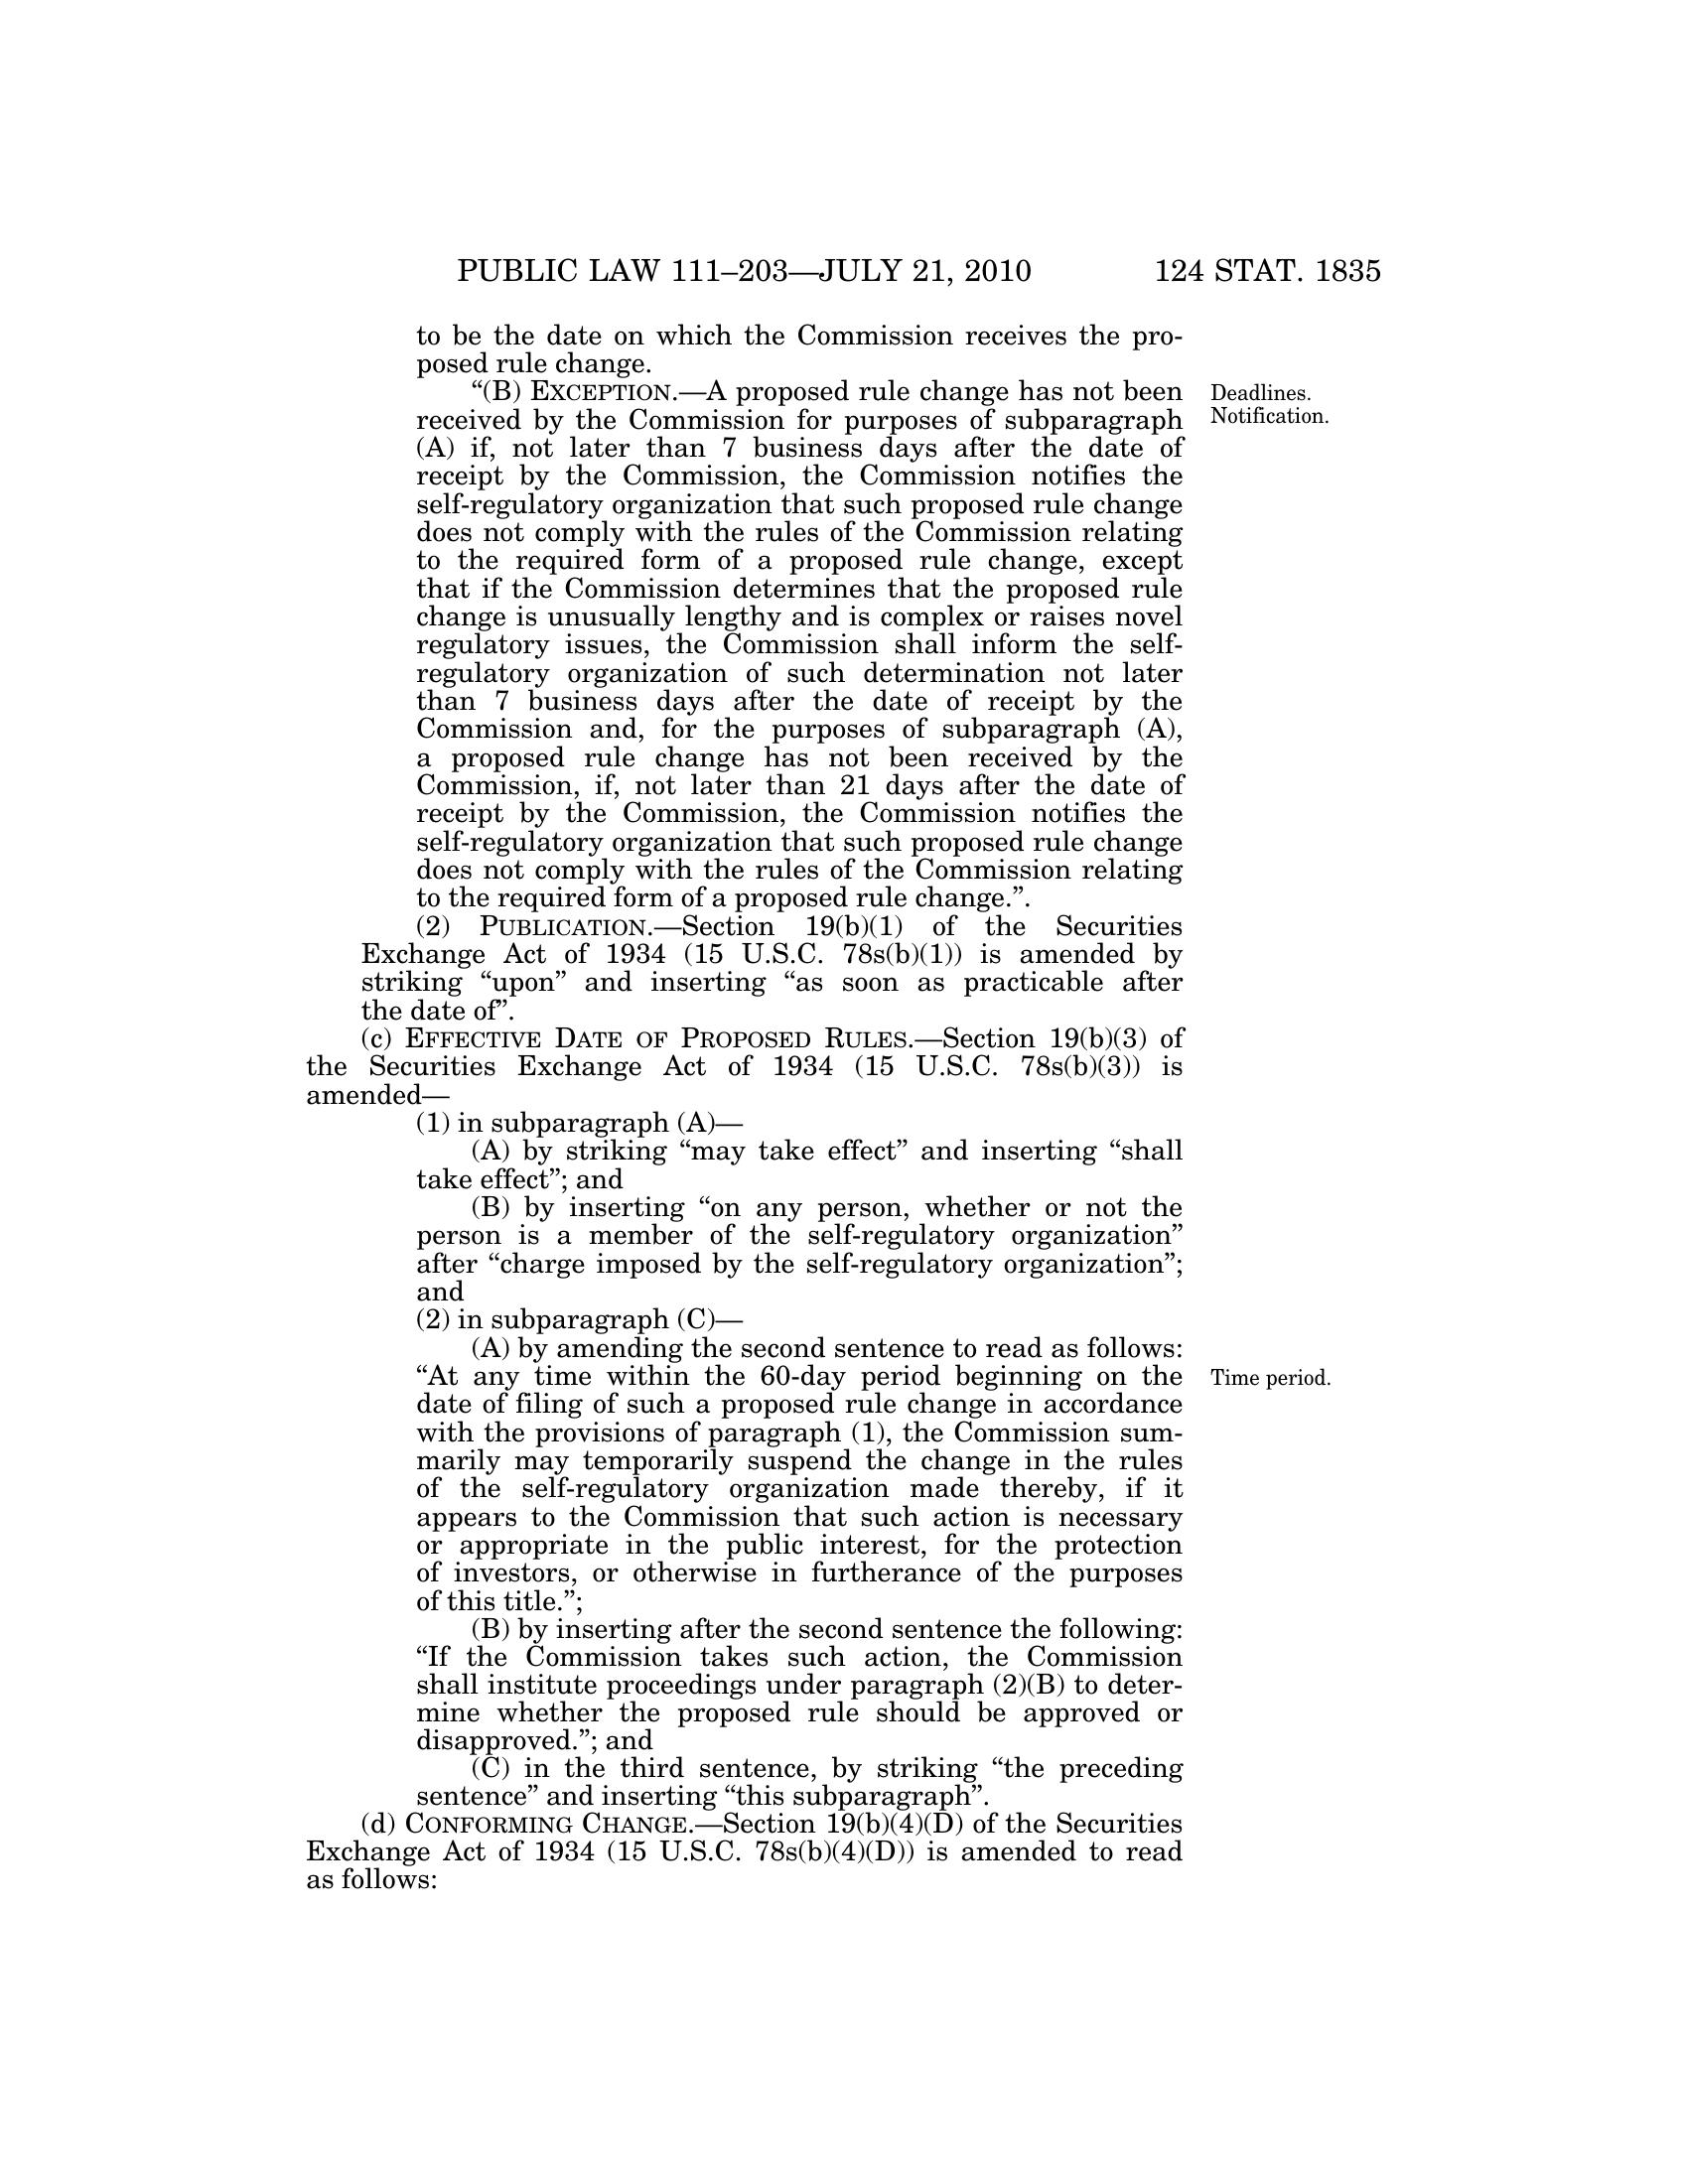 PUBLIC LAW 111–203—JULY 21, 2010 124 STAT. 1835
to be the date on which the Commission receives the pro-
posed rule change.
“(B) EXCEPTION.—A proposed rule change has not been
Deadlines.
received by the Commission for purposes of subparagraph
Notification.
(A) if, not later than 7 business days after the date of
receipt by the Commission, the Commission notifies the
self-regulatory organization that such proposed rule change
does not comply with the rules of the Commission relating
to the required form of a proposed rule change, except
that if the Commission determines that the proposed rule
change is unusually lengthy and is complex or raises novel
regulatory issues, the Commission shall inform the self-
regulatory organization of such determination not later
than 7 business days after the date of receipt by the
Commission and, for the purposes of subparagraph (A),
a proposed rule change has not been received by the
Commission, if, not later than 21 days after the date of
receipt by the Commission, the Commission notifies the
self-regulatory organization that such proposed rule change
does not comply with the rules of the Commission relating
to the required form of a proposed rule change.”.
(2) PUBLICATION.—Section 19(b)(1) of the Securities
Exchange Act of 1934 (15 U.S.C. 78s(b)(1)) is amended by
striking “upon” and inserting “as soon as practicable after
the date of”.
(c) EFFECTIVE DATE OF PROPOSED RULES.—Section 19(b)(3) of
the Securities Exchange Act of 1934 (15 U.S.C. 78s(b)(3)) is
amended—
(1) in subparagraph (A)—
(A) by striking “may take effect” and inserting “shall
take effect”; and
(B) by inserting “on any person, whether or not the
person is a member of the self-regulatory organization”
after “charge imposed by the self-regulatory organization”;
and
(2) in subparagraph (C)—
(A) by amending the second sentence to read as follows:
“At any time within the 60-day period beginning on the
Time period.
date of filing of such a proposed rule change in accordance
with the provisions of paragraph (1), the Commission sum-
marily may temporarily suspend the change in the rules
of the self-regulatory organization made thereby, if it
appears to the Commission that such action is necessary
or appropriate in the public interest, for the protection
of investors, or otherwise in furtherance of the purposes
of this title.”;
(B) by inserting after the second sentence the following:
“If the Commission takes such action, the Commission
shall institute proceedings under paragraph (2)(B) to deter-
mine whether the proposed rule should be approved or
disapproved.”; and
(C) in the third sentence, by striking “the preceding
sentence” and inserting “this subparagraph”.
(d) CONFORMING CHANGE.—Section 19(b)(4)(D) of the Securities
Exchange Act of 1934 (15 U.S.C. 78s(b)(4)(D)) is amended to read
as follows: